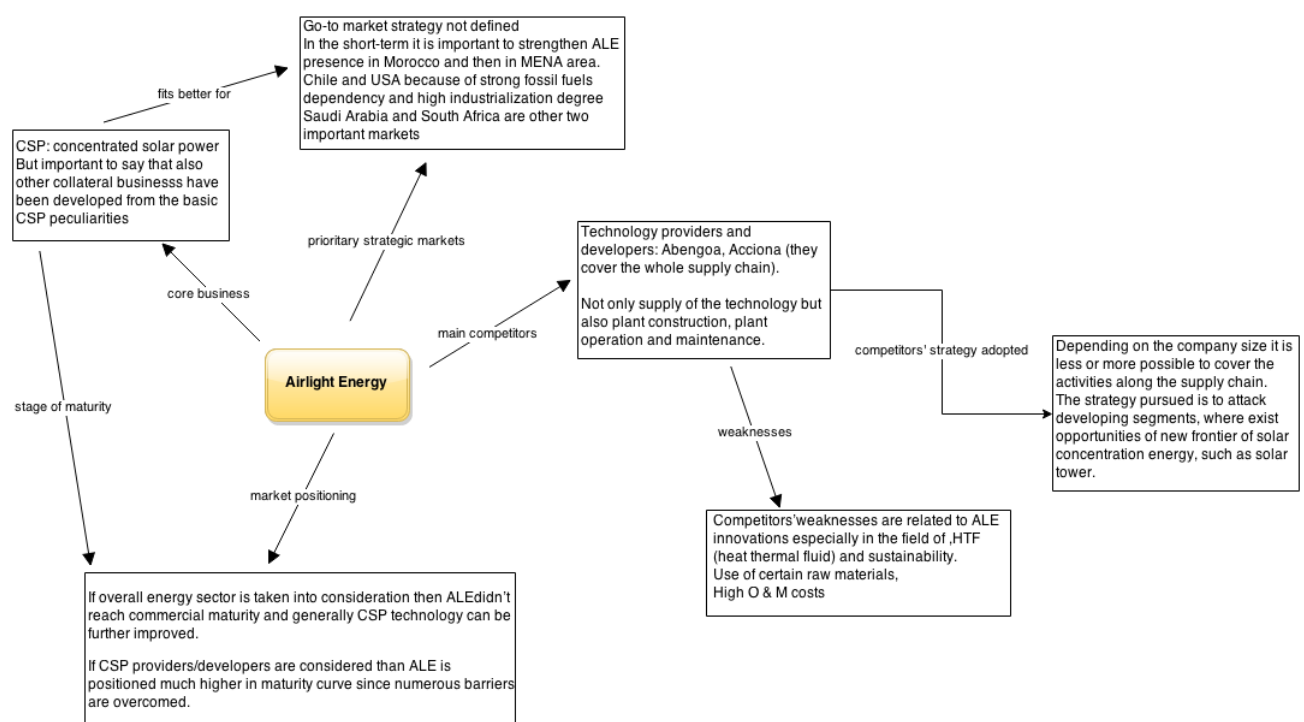 Go-to market strategy not defined
In the short-term it is important to strengthen ALE
presence in Morocco and then in MENA area.
Chile and USA because of strong fossil fuels
dependency and high industrialization degree
Saudi Arabia and South Africa are other two
important markets
fits better for
CSP: concentrated solar power
But important to say that also
other collateral businesss have
been developed from the basic
CSP peculiarities
prioritary strategic markets
core business
Technology providers and
developers: Abengoa, Acciona (they
cover the whole supply chain).
Not only supply of the technology but
also plant construction, plant
operation and maintenance.
main competitors
competitors' strategy adopted
Depending on the company size it is
less or more possible to cover the
activities along the supply chain.
The strategy pursued is to attack
developing segments, where exist
opportunities of new frontier of solar
concentration energy, such as solar
tower.
Airlight Energy
stage of maturity
weaknesses
market positioning
Competitors'weaknesses are related to ALE
innovations especially in the field of ,HTF
(heat thermal fluid) and sustainability.
Use of certain raw materials,
High O & M costs
If overall energy sector is taken into consideration then ALEdidn't
reach commercial maturity and generally CSP technology can be
further improved.
If CSP providers/developers are considered than ALE is
positioned much higher in maturity curve since numerous barriers
are overcomed.